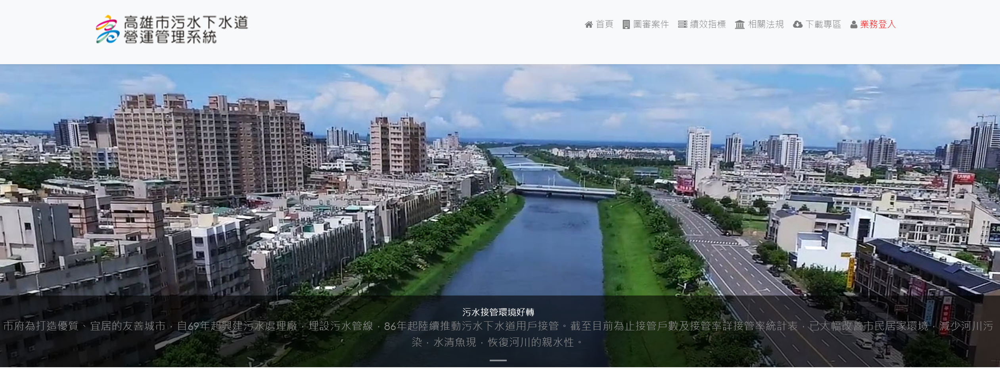 高雄市污水下水道
營運管理系統
首頁 圖審案件 績效指標 相關法規 下載專區 業務登入
污水接管環境好轉
市府為打造優質、宜居的友善城市，自69年起興建污水處理廠，埋設污水管線，86年起陸續推動污水下水道用戶接管。截至目前為止接管戶數及接管率詳接管率統計表，已大幅改善市民居家環境，減少河川污
染，水清魚現，恢復河川的親水性。